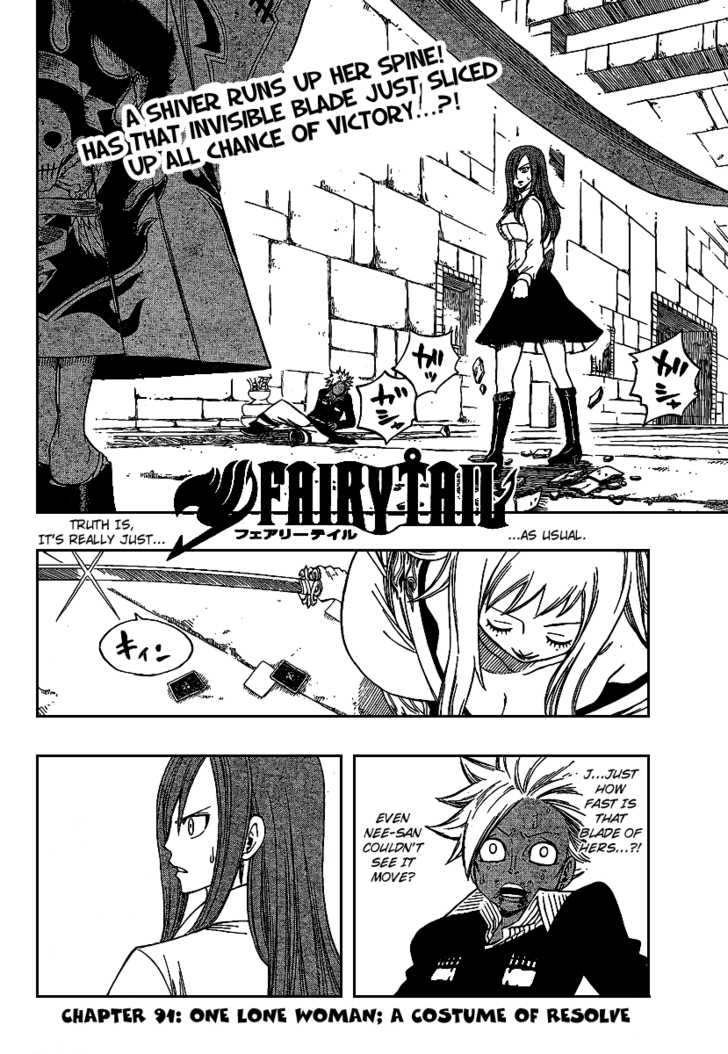 A SHIVER RUNS UP HER SPINE!
HAS THAT INVISIBLE BLADE JUST SLICED
UP ALL CHANCE OF VICTORY...?!
ガッ
ガシャ
ガシャ
FAIRY TAIL
フェアリーテイル
TRUTH IS,
IT'S REALLY JUST...
...AS USUAL.
キィン
J...JUST
HOW
FAST IS
THAT
BLADE OF
HERS...?!
EVEN
NEE-SAN
COULDN'T
SEE IT
MOVE?
CHAPTER 91: ONE LONE WOMAN; A COSTUME OF RESOLVE